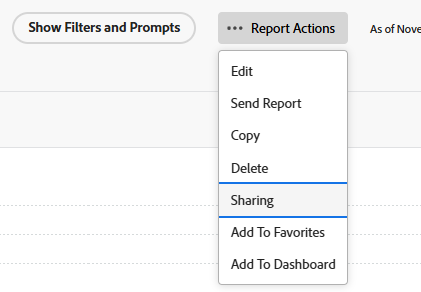 Show Filters and Prompts
••• Report Actions
As of Nove
Edit
Send Report
Copy
Delete
Sharing
Add To Favorites
Add To Dashboard